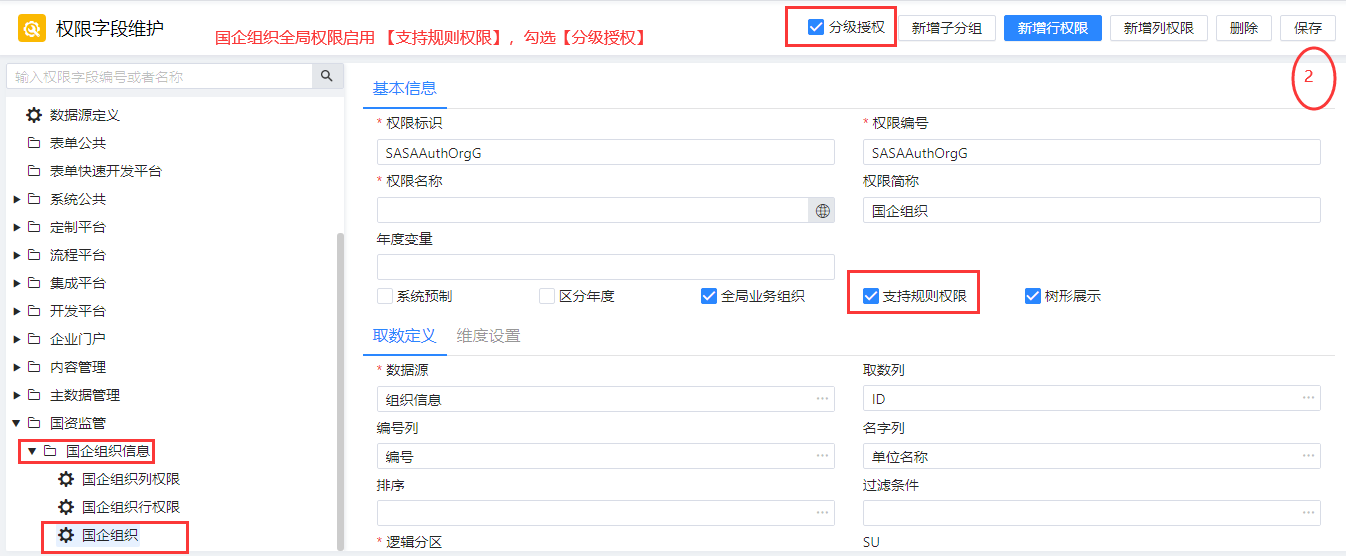 权限字段维护
国企组织全局权限启用 【支持规则权限】, 勾选【分级授权】
分级授权 新增子分组 新增行权限 新增列权限 删除 保存
2
输入权限字段编号或者名称
数据源定义
表单公共
表单快速开发平台
系统公共
定制平台
流程平台
集成平台
开发平台
企业门户
内容管理
主数据管理
国资监管
国企组织信息
国企组织列权限
国企组织行权限
国企组织
基本信息
* 权限标识 * 权限编号
SASAAuthOrgG SASAAuthOrgG
* 权限名称 权限简称
国企组织
年度变量
系统预制 区分年度 全局业务组织 支持规则权限 树形展示
取数定义 维度设置
* 数据源 取数列
组织信息 ID
编号列 名字列
编号 单位名称
排序 过滤条件
* 逻辑分区 SU